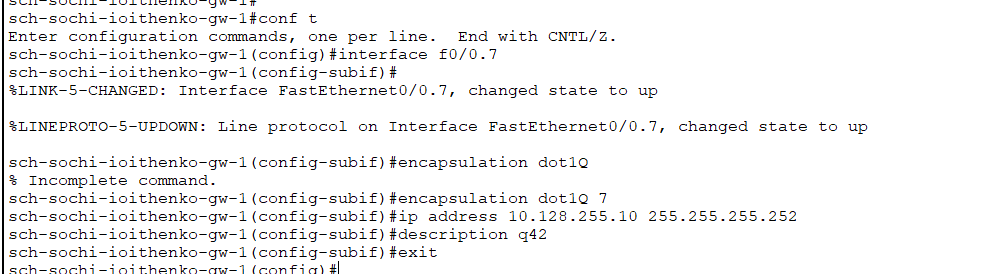 sch-sochi-ioithenko-gw-1#
sch-sochi-ioithenko-gw-1#conf t
Enter configuration commands, one per line.  End with CNTL/Z.
sch-sochi-ioithenko-gw-1(config)#interface f0/0.7
sch-sochi-ioithenko-gw-1(config-subif)#
%LINK-5-CHANGED: Interface FastEthernet0/0.7, changed state to up
%LINEPROTO-5-UPDOWN: Line protocol on Interface FastEthernet0/0.7, changed state to up
sch-sochi-ioithenko-gw-1(config-subif)#encapsulation dot1Q
% Incomplete command.
sch-sochi-ioithenko-gw-1(config-subif)#encapsulation dot1Q 7
sch-sochi-ioithenko-gw-1(config-subif)#ip address 10.128.255.10 255.255.255.252
sch-sochi-ioithenko-gw-1(config-subif)#description q42
sch-sochi-ioithenko-gw-1(config-subif)#exit
sch-sochi-ioithenko-gw-1(config)#